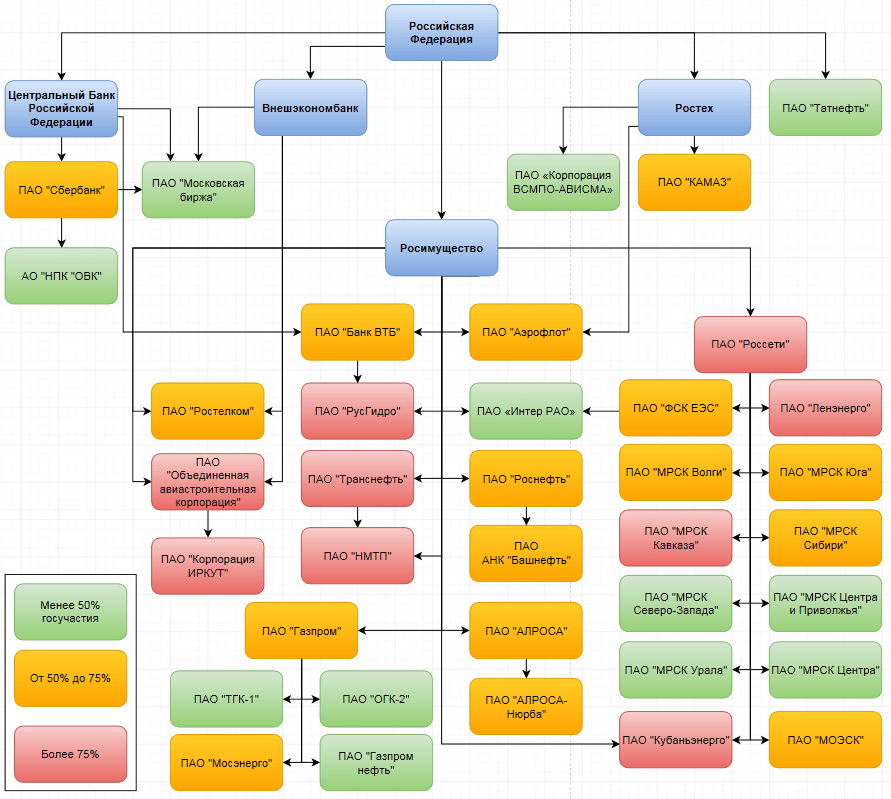 Российская
Федерация
Центральный Банк
Российской
Федерации
Внешэкономбанк
Ростех
ПАО "Татнефть"
ПАО "Сбербанк"
ПАО "Московская
биржа"
ПАО «Корпорация
ВСМПО-АВИСМА»
ПАО "КАМАЗ"
АО "НПК "ОВК"
Росимущество
ПАО "Банк ВТБ"
ПАО "Аэрофлот"
ПАО "Россети"
ПАО "Ростелком"
ПАО "РусГидро"
ПАО «Интер РАО»
ПАО "ФСК ЕЭС"
ПАО "Ленэнерго"
ПАО
"Объединенная
авиастроительная
корпорация"
ПАО "Транснефть"
ПАО "Роснефть"
ПАО "МРСК Волги"
ПАО "МРСК Юга"
ПАО "Корпорация
ИРКУТ"
ПАО "НМТП"
ПАО
АНК "Башнефть"
ПАО "МРСК
Кавказа"
ПАО "МРСК
Сибири"
Менее 50%
госучастия
ПАО "Газпром"
ПАО "АЛРОСА"
ПАО "МРСК
Северо-Запада"
ПАО "МРСК Центра
и Приволжья"
От 50% до 75%
ПАО "ТГК-1"
ПАО "ОГК-2"
ПАО "АЛРОСА-
Нюрба"
ПАО "МРСК Урала"
ПАО "МРСК Центра"
Более 75%
ПАО "Мосэнерго"
ПАО "Газпром
нефть"
ПАО "Кубаньэнерго"
ПАО "МОЭСК"